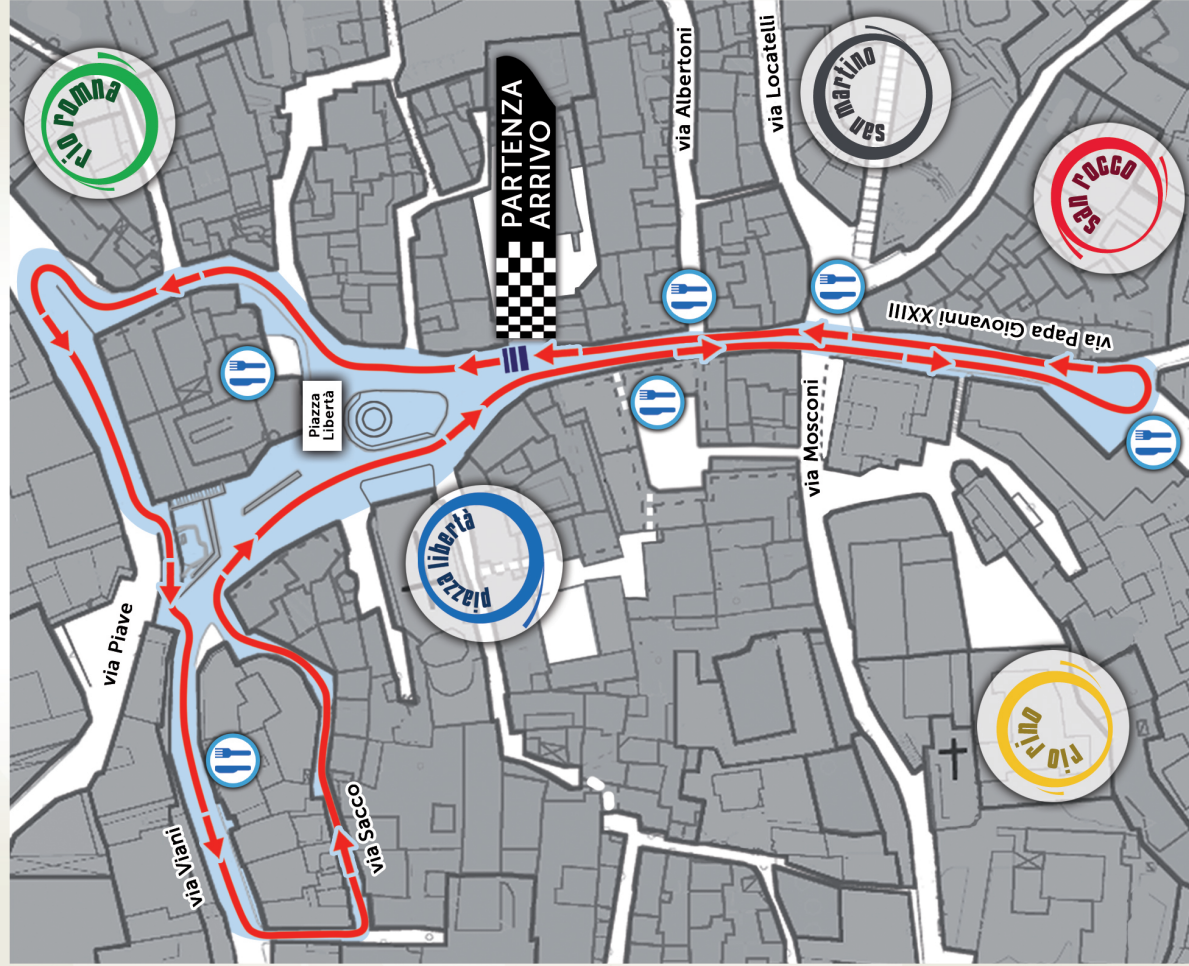 rio romna
PARTENZA
ARRIVO
via Albertoni
via Locatelli
san martino
san rocco
via Papa Giovanni XXIII
Piazza
Libertà
piazza libertà
via Mosconi
via Piave
via Viani
via Sacco
rio rino